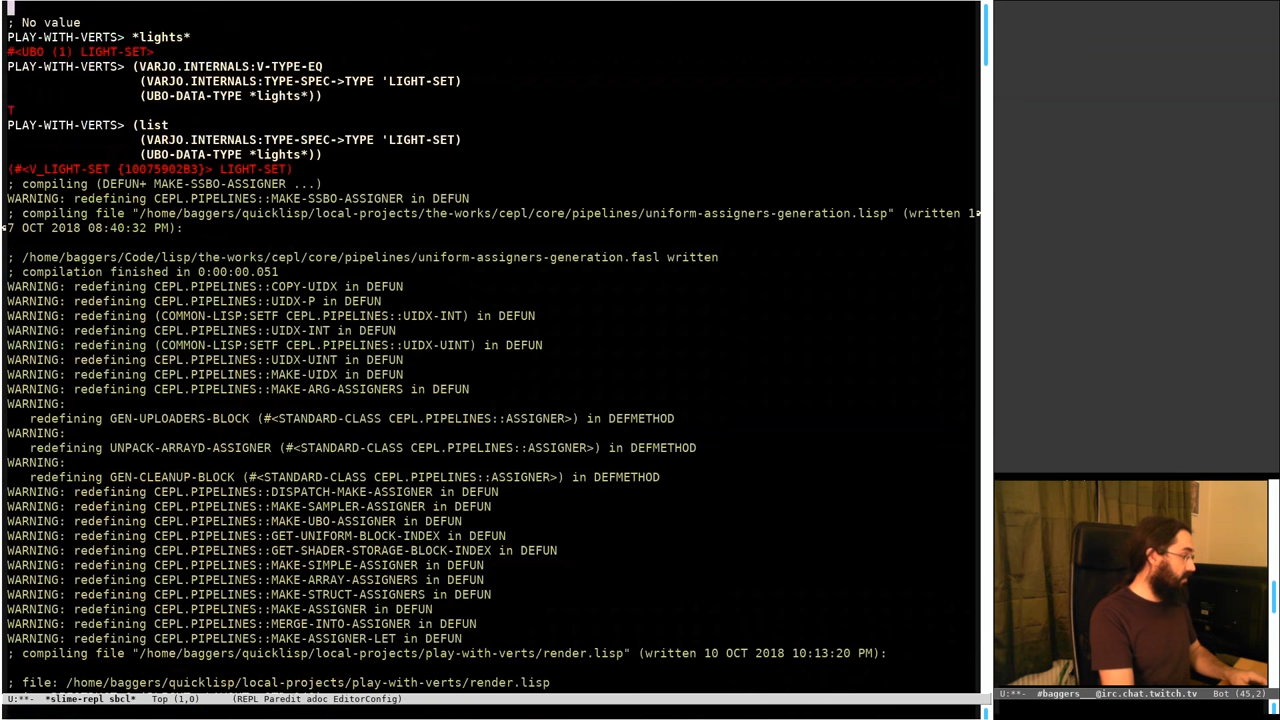 ; No value
PLAY-WITH-VERTS> *lights*
#<UBO (1) LIGHT-SET>
PLAY-WITH-VERTS> (VARJO.INTERNALS:V-TYPE-EQ
(VARJO.INTERNALS:TYPE-SPEC->TYPE 'LIGHT-SET)
(UBO-DATA-TYPE *lights*))
T
PLAY-WITH-VERTS> (list
(VARJO.INTERNALS:TYPE-SPEC->TYPE 'LIGHT-SET)
(UBO-DATA-TYPE *lights*))
(#<V_LIGHT-SET {10075902B3}> LIGHT-SET)
; compiling (DEFUN+ MAKE-SSBO-ASSIGNER ...)
WARNING: redefining CEPL.PIPELINES::MAKE-SSBO-ASSIGNER in DEFUN
; compiling file "/home/baggers/quicklisp/local-projects/the-works/cepl/core/pipelines/uniform-assigners-generation.lisp" (written 1
7 OCT 2018 08:40:32 PM):
; /home/baggers/Code/lisp/the-works/cepl/core/pipelines/uniform-assigners-generation.fasl written
; compilation finished in 0:00:00.051
WARNING: redefining CEPL.PIPELINES::COPY-UIDX in DEFUN
WARNING: redefining CEPL.PIPELINES::UIDX-P in DEFUN
WARNING: redefining (COMMON-LISP:SETF CEPL.PIPELINES::UIDX-INT) in DEFUN
WARNING: redefining CEPL.PIPELINES::UIDX-INT in DEFUN
WARNING: redefining (COMMON-LISP:SETF CEPL.PIPELINES::UIDX-UINT) in DEFUN
WARNING: redefining CEPL.PIPELINES::UIDX-UINT in DEFUN
WARNING: redefining CEPL.PIPELINES::MAKE-UIDX in DEFUN
WARNING: redefining CEPL.PIPELINES::MAKE-ARG-ASSIGNERS in DEFUN
WARNING:
redefining GEN-UPLOADERS-BLOCK (#<STANDARD-CLASS CEPL.PIPELINES::ASSIGNER>) in DEFMETHOD
WARNING:
redefining UNPACK-ARRAYD-ASSIGNER (#<STANDARD-CLASS CEPL.PIPELINES::ASSIGNER>) in DEFMETHOD
WARNING:
redefining GEN-CLEANUP-BLOCK (#<STANDARD-CLASS CEPL.PIPELINES::ASSIGNER>) in DEFMETHOD
WARNING: redefining CEPL.PIPELINES::DISPATCH-MAKE-ASSIGNER in DEFUN
WARNING: redefining CEPL.PIPELINES::MAKE-SAMPLER-ASSIGNER in DEFUN
WARNING: redefining CEPL.PIPELINES::MAKE-UBO-ASSIGNER in DEFUN
WARNING: redefining CEPL.PIPELINES::GET-UNIFORM-BLOCK-INDEX in DEFUN
WARNING: redefining CEPL.PIPELINES::GET-SHADER-STORAGE-BLOCK-INDEX in DEFUN
WARNING: redefining CEPL.PIPELINES::MAKE-SIMPLE-ASSIGNER in DEFUN
WARNING: redefining CEPL.PIPELINES::MAKE-ARRAY-ASSIGNERS in DEFUN
WARNING: redefining CEPL.PIPELINES::MAKE-STRUCT-ASSIGNERS in DEFUN
WARNING: redefining CEPL.PIPELINES::MAKE-ASSIGNER in DEFUN
WARNING: redefining CEPL.PIPELINES::MERGE-INTO-ASSIGNER in DEFUN
WARNING: redefining CEPL.PIPELINES::MAKE-ASSIGNER-LET in DEFUN
; compiling file "/home/baggers/quicklisp/local-projects/play-with-verts/render.lisp" (written 10 OCT 2018 10:13:20 PM):
; file: /home/baggers/quicklisp/local-projects/play-with-verts/render.lisp
U:**- *slime-repl sbcl* Top (1,0) (REPL Paredit adoc EditorConfig)
U:**- #baggers___@irc.chat.twitch.tv Bot (45,2)